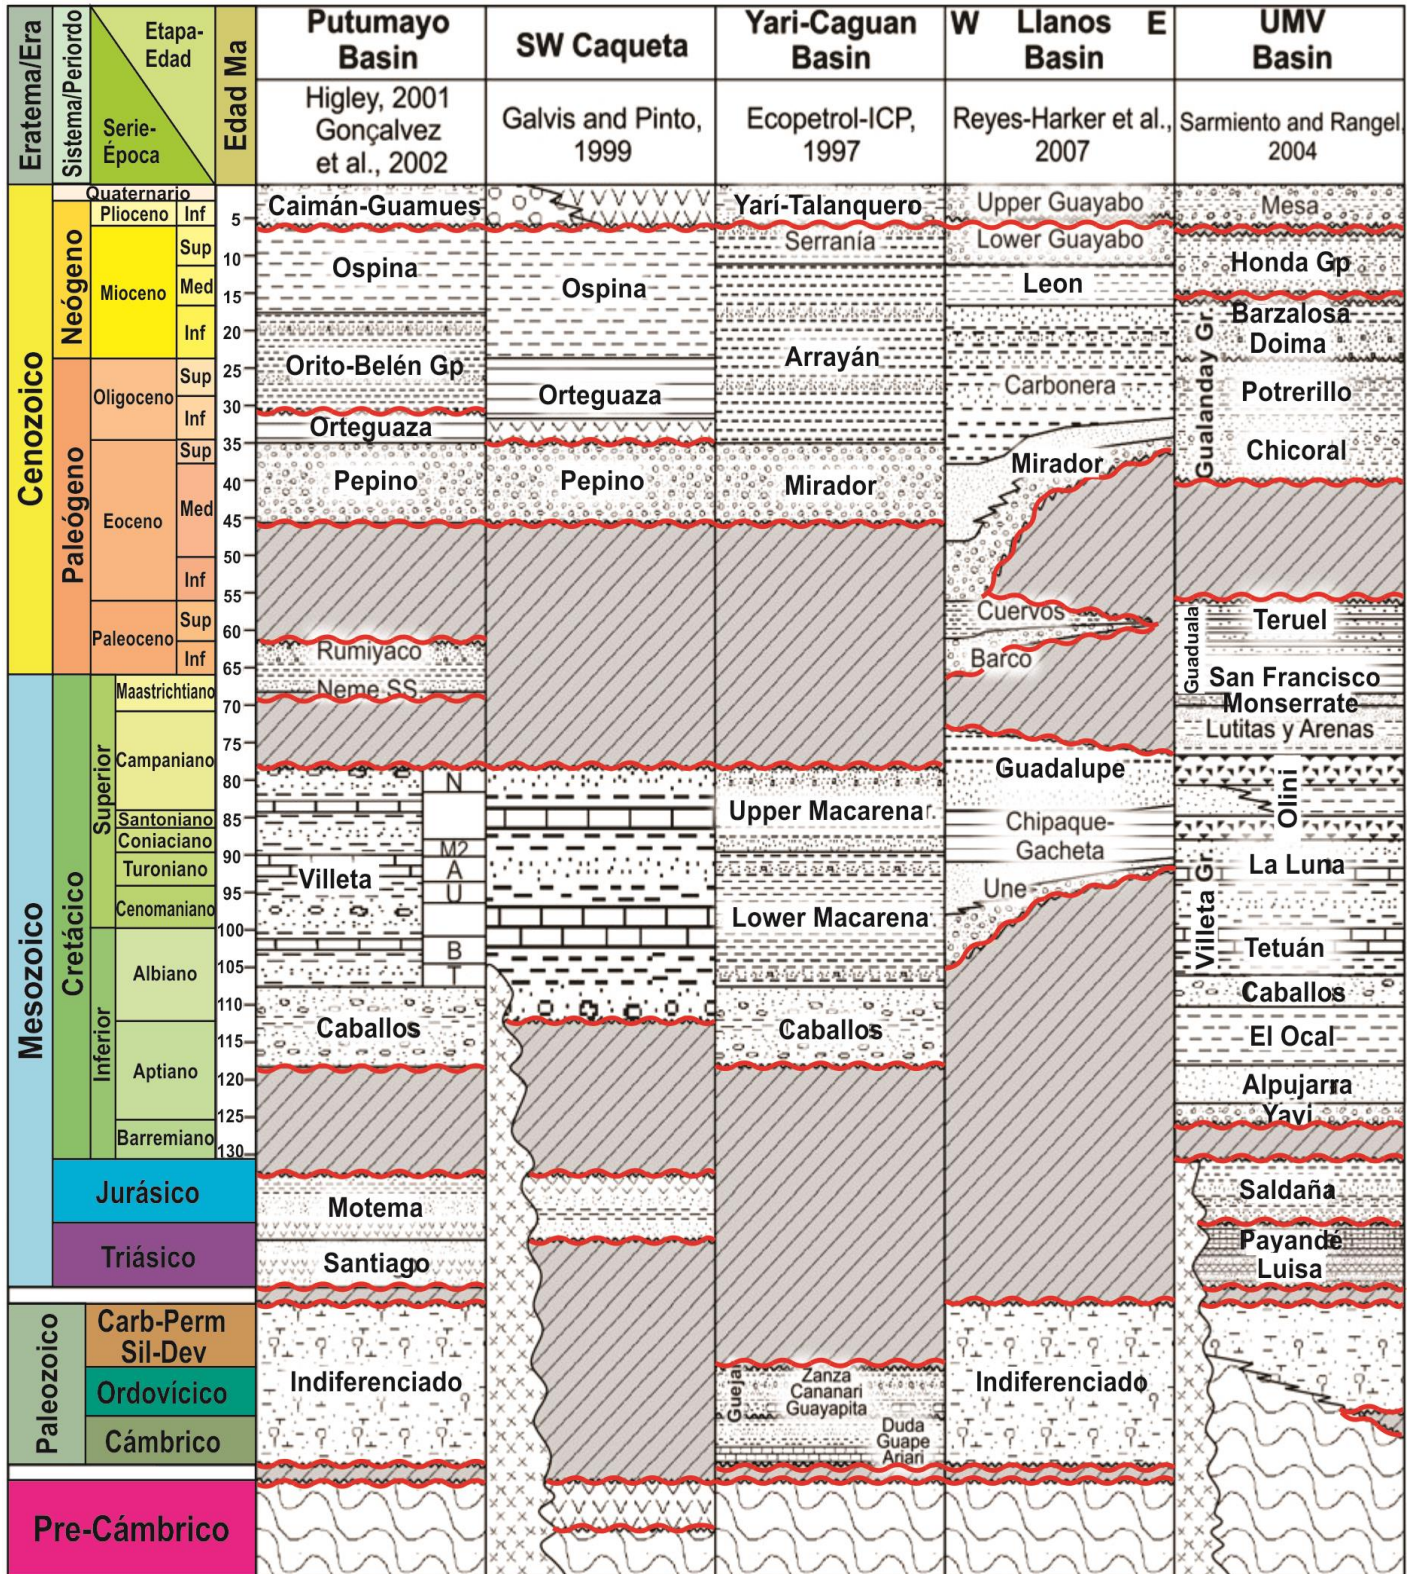 Eratema/Era
Sistema/Periordo
Etapa-
Edad
Serie-
Época
Edad Ma
Putumayo
Basin
SW Caqueta
Yari-Caguan
Basin
W Llanos E
Basin
UMV
Basin
Higley, 2001
Gonçalvez
et al., 2002
Galvis and Pinto,
1999
Ecopetrol-ICP,
1997
Reyes-Harker et al.,
2007
Sarmiento and Rangel,
2004
Cenozoico
Mesozoico
Paleozoico
Pre-Cámbrico
Neógeno
Paleógeno
Cretácico
Jurásico
Triásico
Carb-Perm
Sil-Dev
Ordovícico
Cámbrico
Quaternario
Plioceno
Inf
Mioceno
Sup
Med
Inf
Oligoceno
Sup
Inf
Eoceno
Sup
Med
Inf
Paleoceno
Sup
Inf
Superior
Inferior
Maastrichtiano
Campaniano
Santoniano
Coniaciano
Turoniano
Cenomaniano
Albiano
Aptiano
Barremiano
5
10
15
20
25
30
35
40
45
50
55
60
65
70
75
80
85
90
95
100
105
110
115
120
125
130
Caimán-Guamues
Ospina
Orito-Belén Gp
Orteguaza
Pepino
Rumiyaco
Neme SS.
N
M2
A
U
B
T
Villeta
Caballos
Motema
Santiago
Indiferenciado
Ospina
Orteguaza
Pepino
Yarí-Talanquero
Serranía
Arrayán
Mirador
Upper Macarena
Lower Macarena
Caballos
Guejar
Zanza
Cananari
Guayapita
Duda
Guape
Ariari
Upper Guayabo
Lower Guayabo
Leon
Carbonera
Mirador
Cuervos
Barco
Guadalupe
Chipaque-
Gacheta
Une
Indiferenciado
Mesa
Honda Gp
Gualanday Gr.
Barzalosa
Doima
Potrerillo
Chicoral
Guaduala
Teruel
San Francisco
Monserrate
Lutitas y Arenas
Olini
Villeta Gr.
La Luna
Tetuán
Caballos
El Ocal
Alpujarra
Yavi
Saldaña
Payandé
Luisa